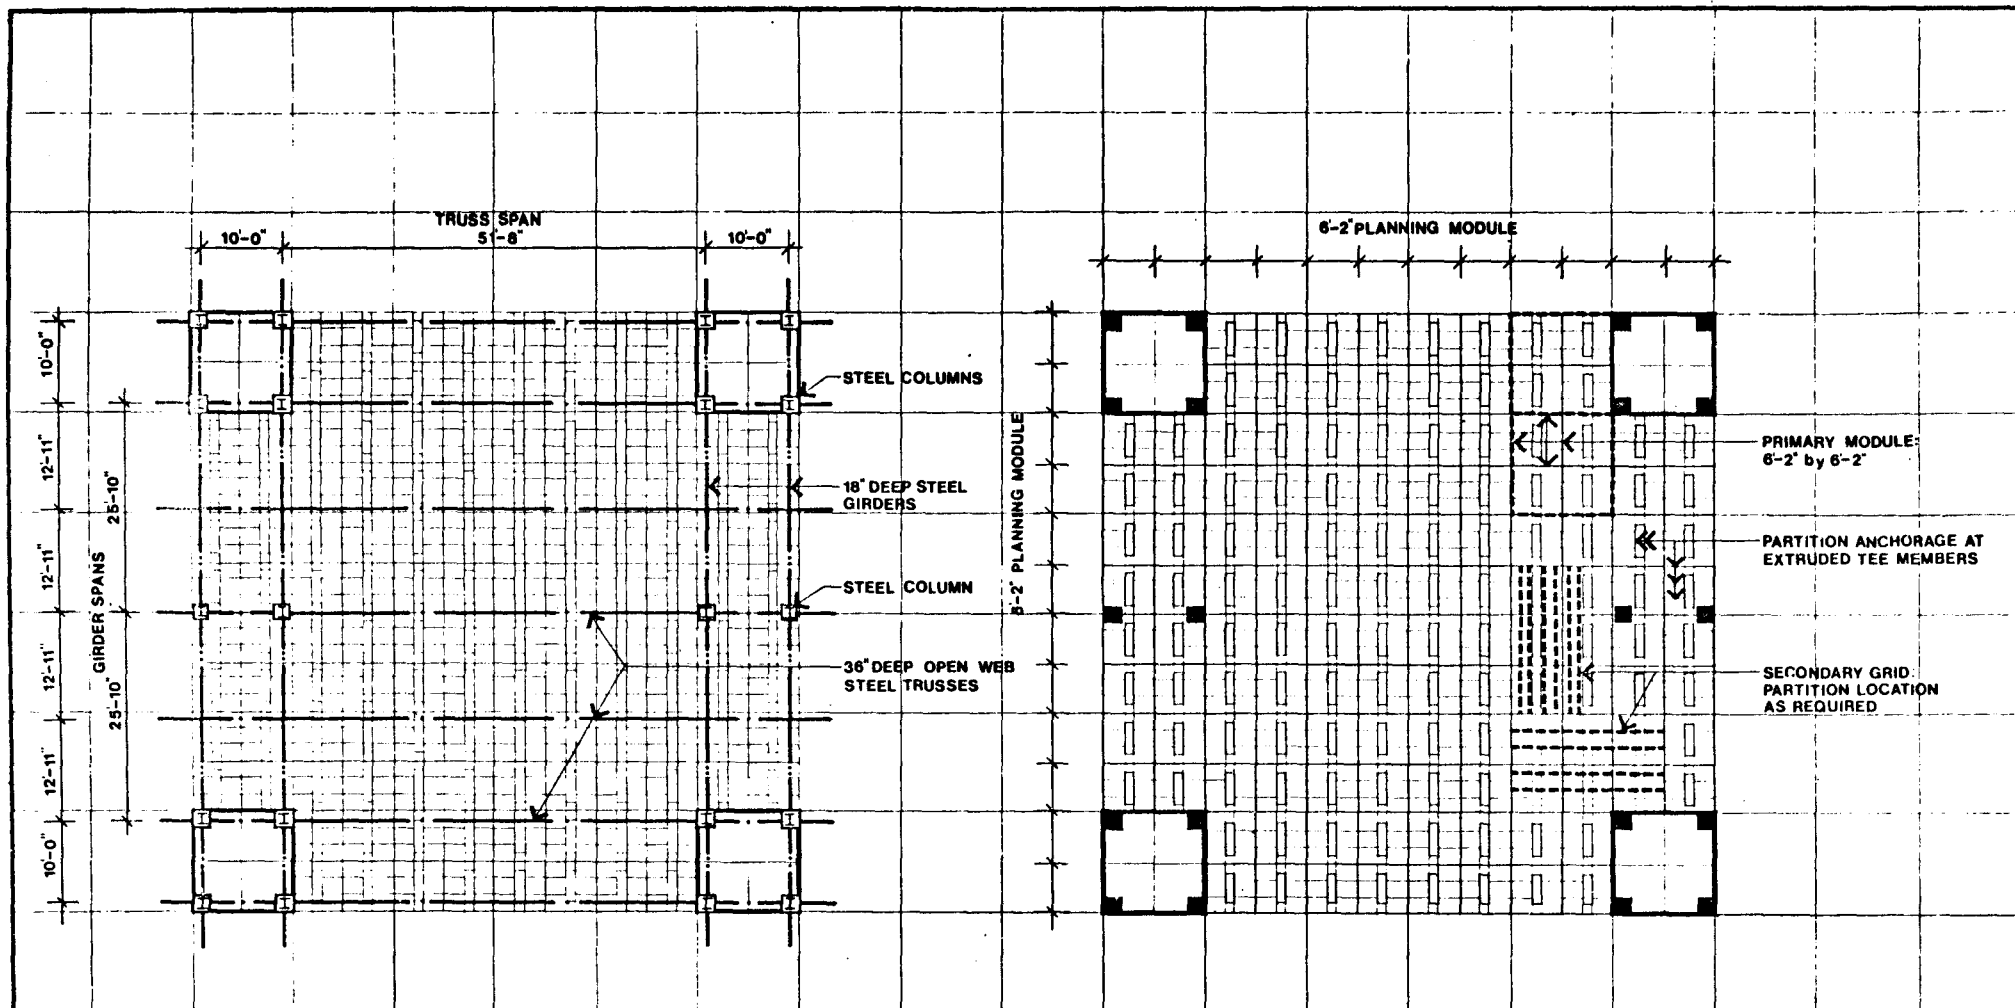 TRUSS SPAN
10'-0" 51'-8" 10'-0"
10'-0"
12'-11"
12'-11"
12'-11"
12'-11"
10'-0"
25'-10"
25'-10"
GIRDER SPANS
STEEL COLUMNS
18" DEEP STEEL
GIRDERS
STEEL COLUMN
36" DEEP OPEN WEB
STEEL TRUSSES
6'-2" PLANNING MODULE
6'-2" PLANNING MODULE
PRIMARY MODULE:
6'-2" by 6'-2"
PARTITION ANCHORAGE AT
EXTRUDED TEE MEMBERS
SECONDARY GRID:
PARTITION LOCATION
AS REQUIRED